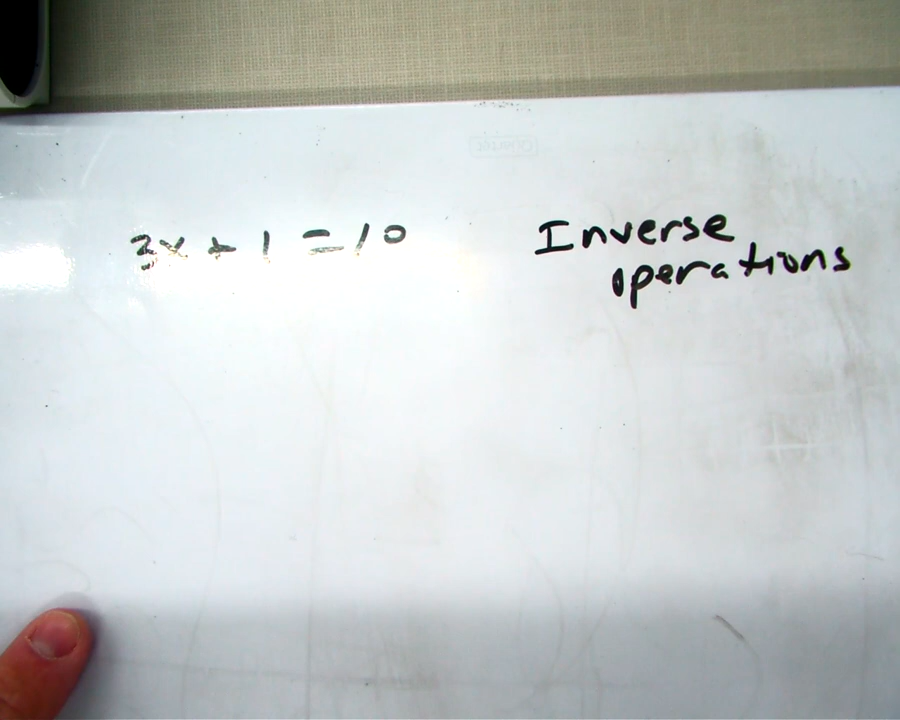 3x + 1 = 10
Inverse
operations